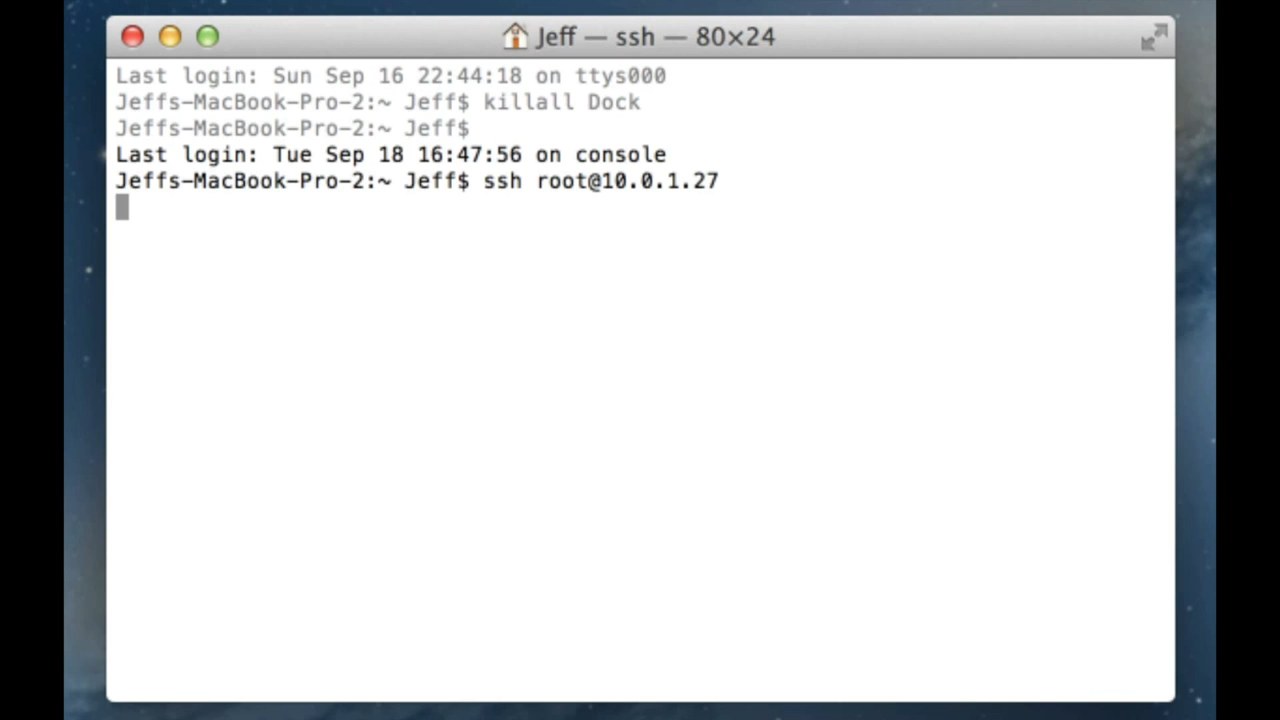 Jeff — ssh — 80×24
Last login: Sun Sep 16 22:44:18 on ttys000
Jeffs-MacBook-Pro-2:~ Jeff$ killall Dock
Jeffs-MacBook-Pro-2:~ Jeff$
Last login: Tue Sep 18 16:47:56 on console
Jeffs-MacBook-Pro-2:~ Jeff$ ssh root@10.0.1.27